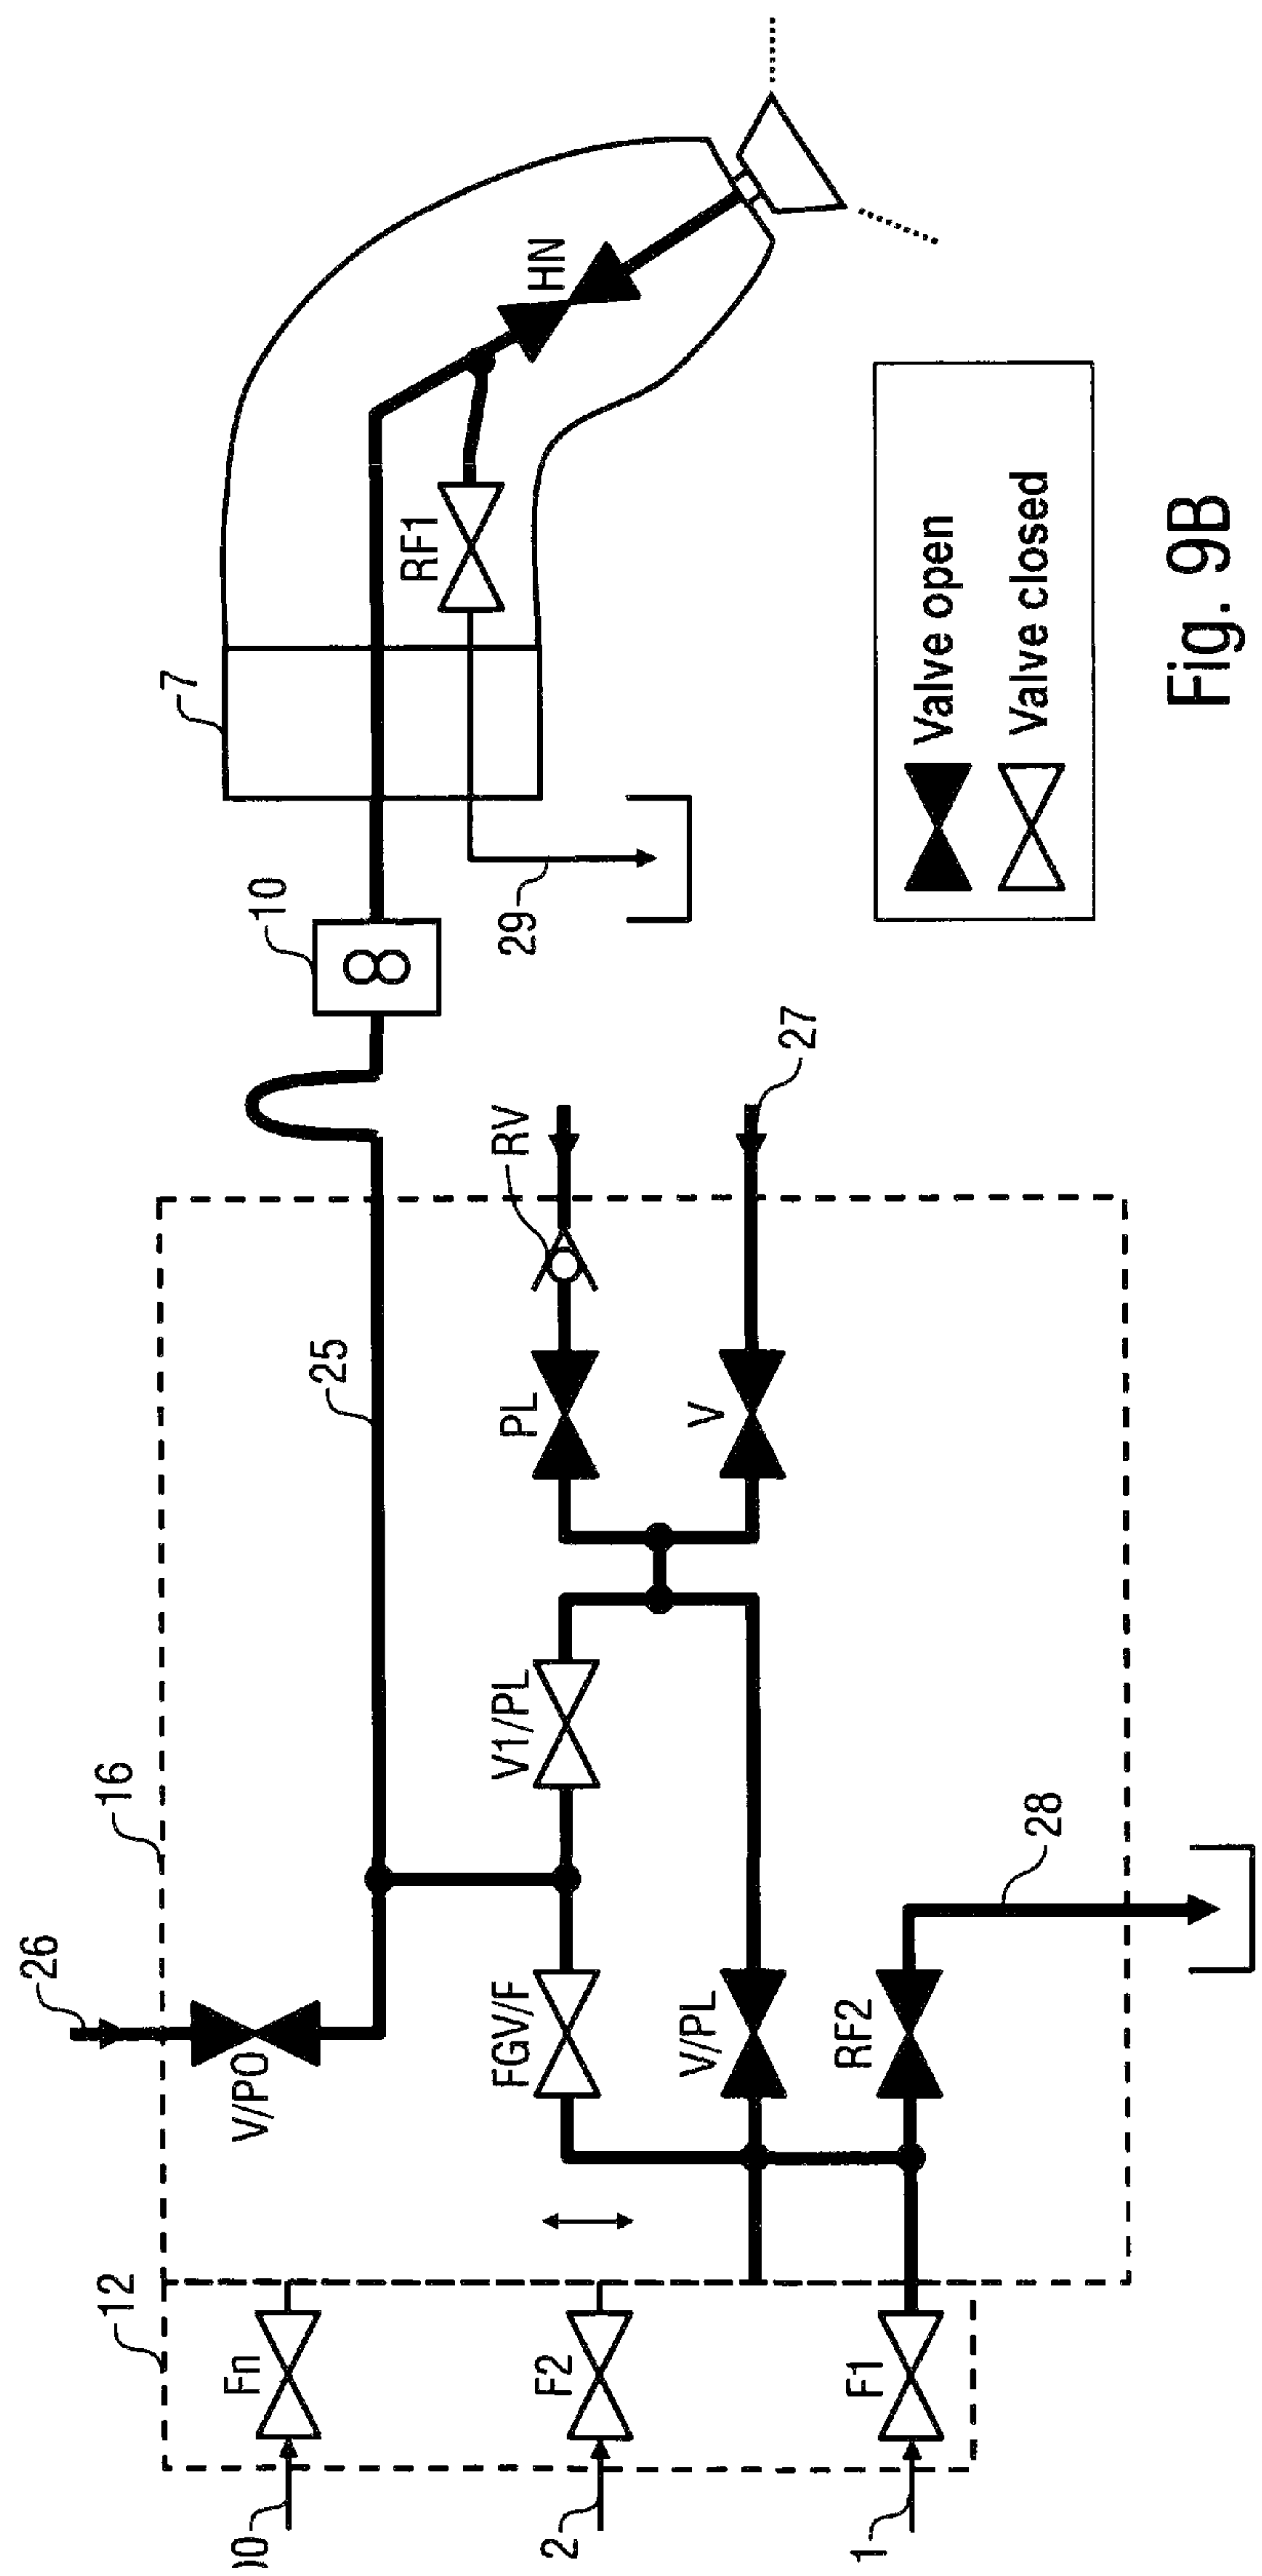 7
10
29
HN
RF1
25
RV
27
PL
V
V1/PL
16
26
V/PO
FGV/F
V/PL
RF2
28
12
Fn
F2
F1
2
1
Valve open
Valve closed
Fig. 9B